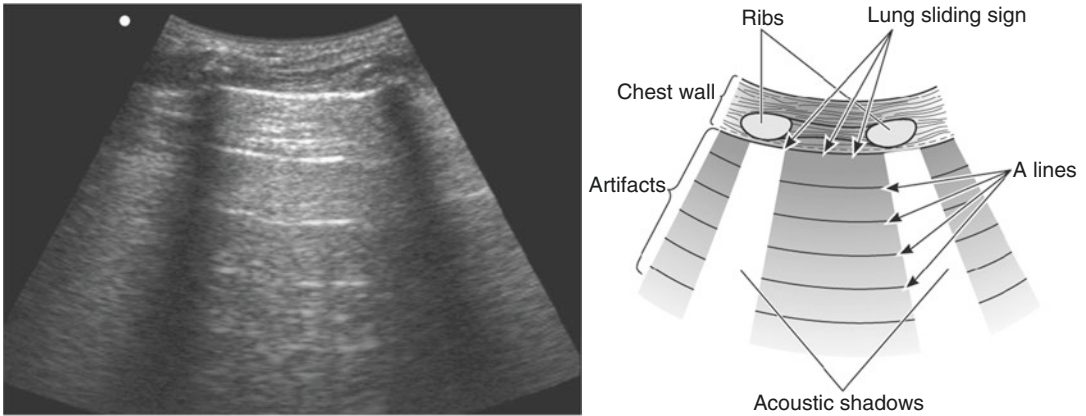 Ribs
Lung sliding sign
Chest wall
Artifacts
A lines
Acoustic shadows